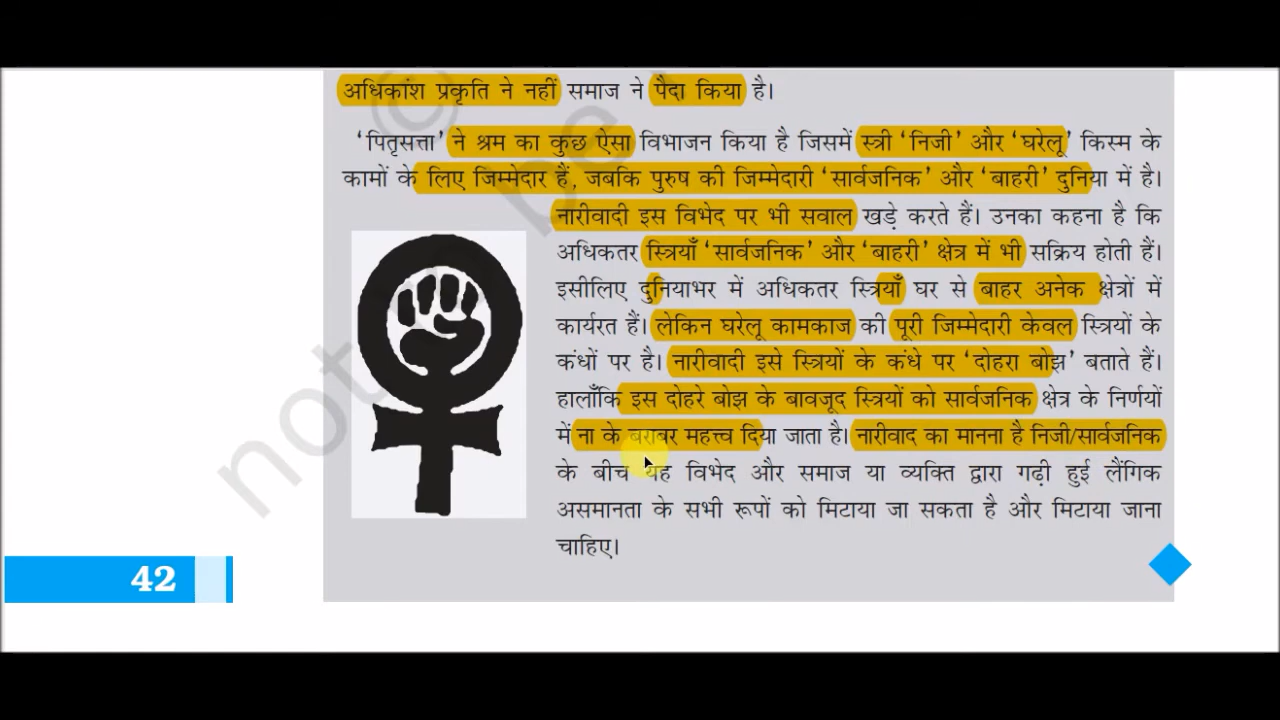 अधिकांश प्रकृति ने नहीं समाज ने पैदा किया है।
‘पितृसत्ता’ ने श्रम का कुछ ऐसा विभाजन किया है जिसमें स्त्री ‘निजी’ और ‘घरेलू’ किस्म के
कामों के लिए जिम्मेदार हैं, जबकि पुरुष की जिम्मेदारी ‘सार्वजनिक’ और ‘बाहरी’ दुनिया में है।
नारीवादी इस विभेद पर भी सवाल खड़े करते हैं। उनका कहना है कि
अधिकतर स्त्रियाँ ‘सार्वजनिक’ और ‘बाहरी’ क्षेत्र में भी सक्रिय होती हैं।
इसीलिए दुनियाभर में अधिकतर स्त्रियाँ घर से बाहर अनेक क्षेत्रों में
कार्यरत हैं। लेकिन घरेलू कामकाज की पूरी जिम्मेदारी केवल स्त्रियों के
कंधों पर है। नारीवादी इसे स्त्रियों के कंधे पर ‘दोहरा बोझ’ बताते हैं।
हालाँकि इस दोहरे बोझ के बावजूद स्त्रियों को सार्वजनिक क्षेत्र के निर्णयों
में ना के बराबर महत्त्व दिया जाता है। नारीवाद का मानना है निजी/सार्वजनिक
के बीच यह विभेद और समाज या व्यक्ति द्वारा गढ़ी हुई लैंगिक
असमानता के सभी रूपों को मिटाया जा सकता है और मिटाया जाना
चाहिए।
42
© not be